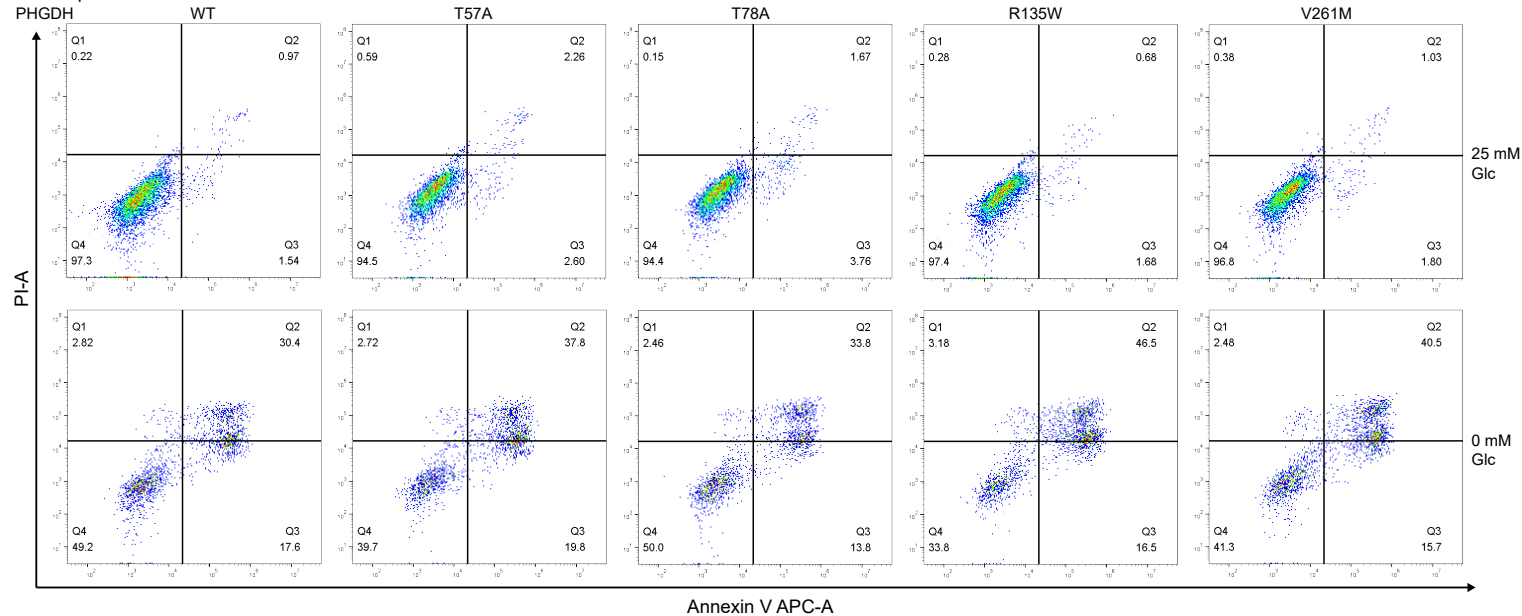 PHGDH WT T57A T78A R135W V261M
Q1 Q2 Q1 Q2 Q1 Q2 Q1 Q2 Q1 Q2
0.22 0.97 0.59 2.26 0.15 1.67 0.28 0.68 0.38 1.03
25 mM
Glc
Q4 Q3 Q4 Q3 Q4 Q3 Q4 Q3 Q4 Q3
97.3 1.54 94.5 2.60 94.4 3.76 97.4 1.68 96.8 1.80
PI-A
Q1 Q2 Q1 Q2 Q1 Q2 Q1 Q2 Q1 Q2
2.82 30.4 2.72 37.8 2.46 33.8 3.18 46.5 2.48 40.5
0 mM
Glc
Q4 Q3 Q4 Q3 Q4 Q3 Q4 Q3 Q4 Q3
49.2 17.6 39.7 19.8 50.0 13.8 33.8 16.5 41.3 15.7
Annexin V APC-A